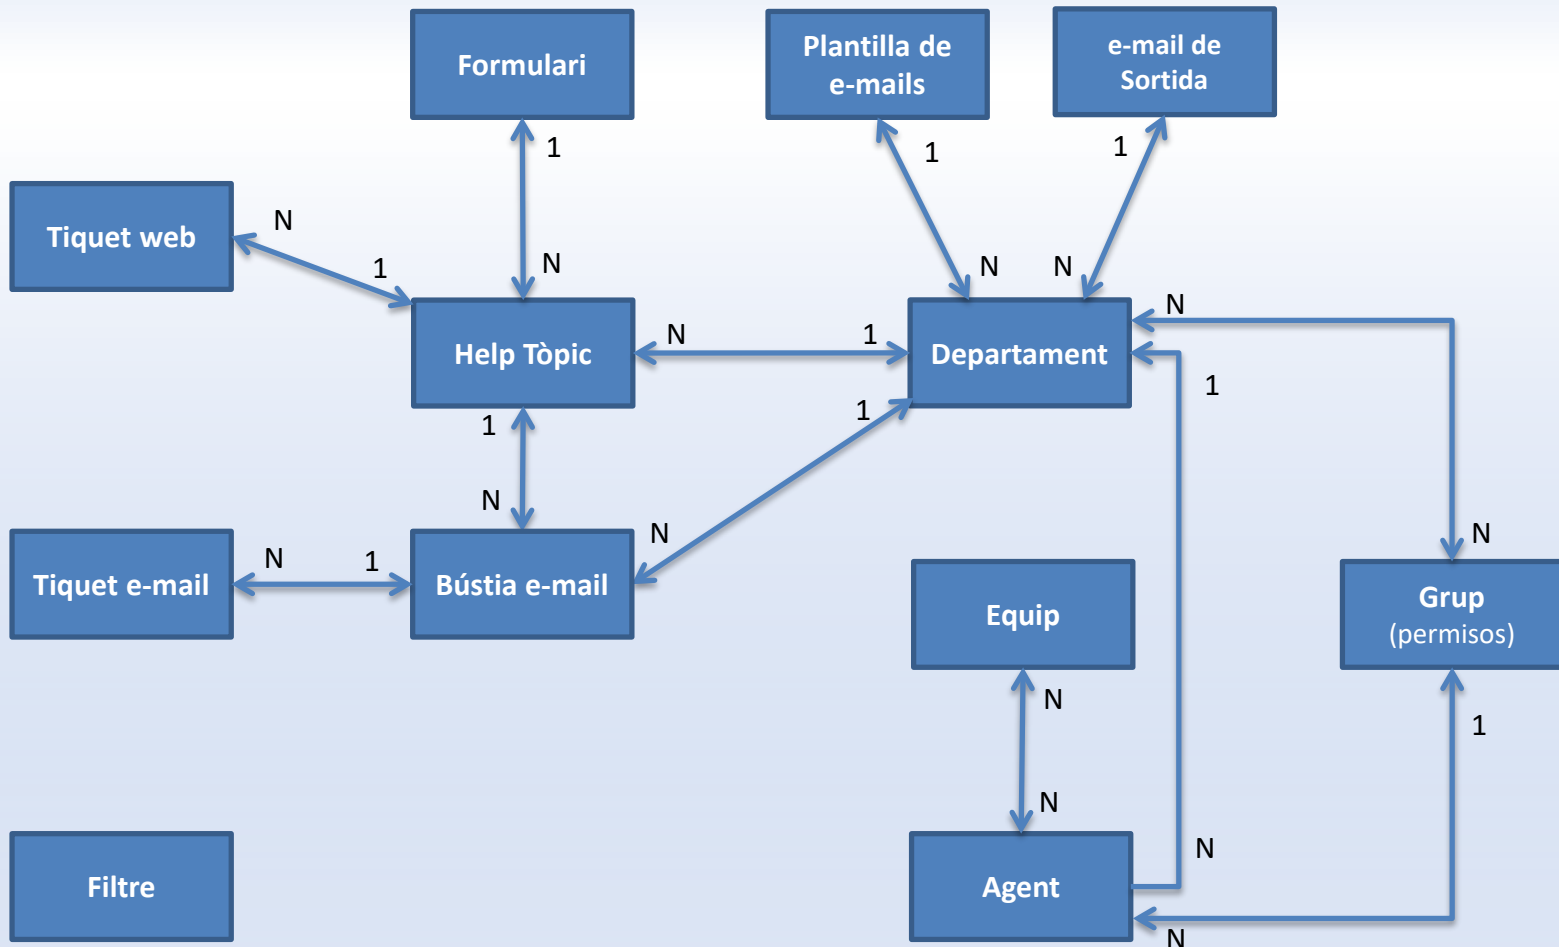 Formulari
Plantilla de
e-mails
e-mail de
Sortida
1
1
1
Tiquet web
N
1
N
N
N
N
Help Tòpic
N
1
Departament
1
1
1
N
N
N
Tiquet e-mail
N
1
Bústia e-mail
Equip
Grup
(permisos)
N
1
N
N
Filtre
Agent
N